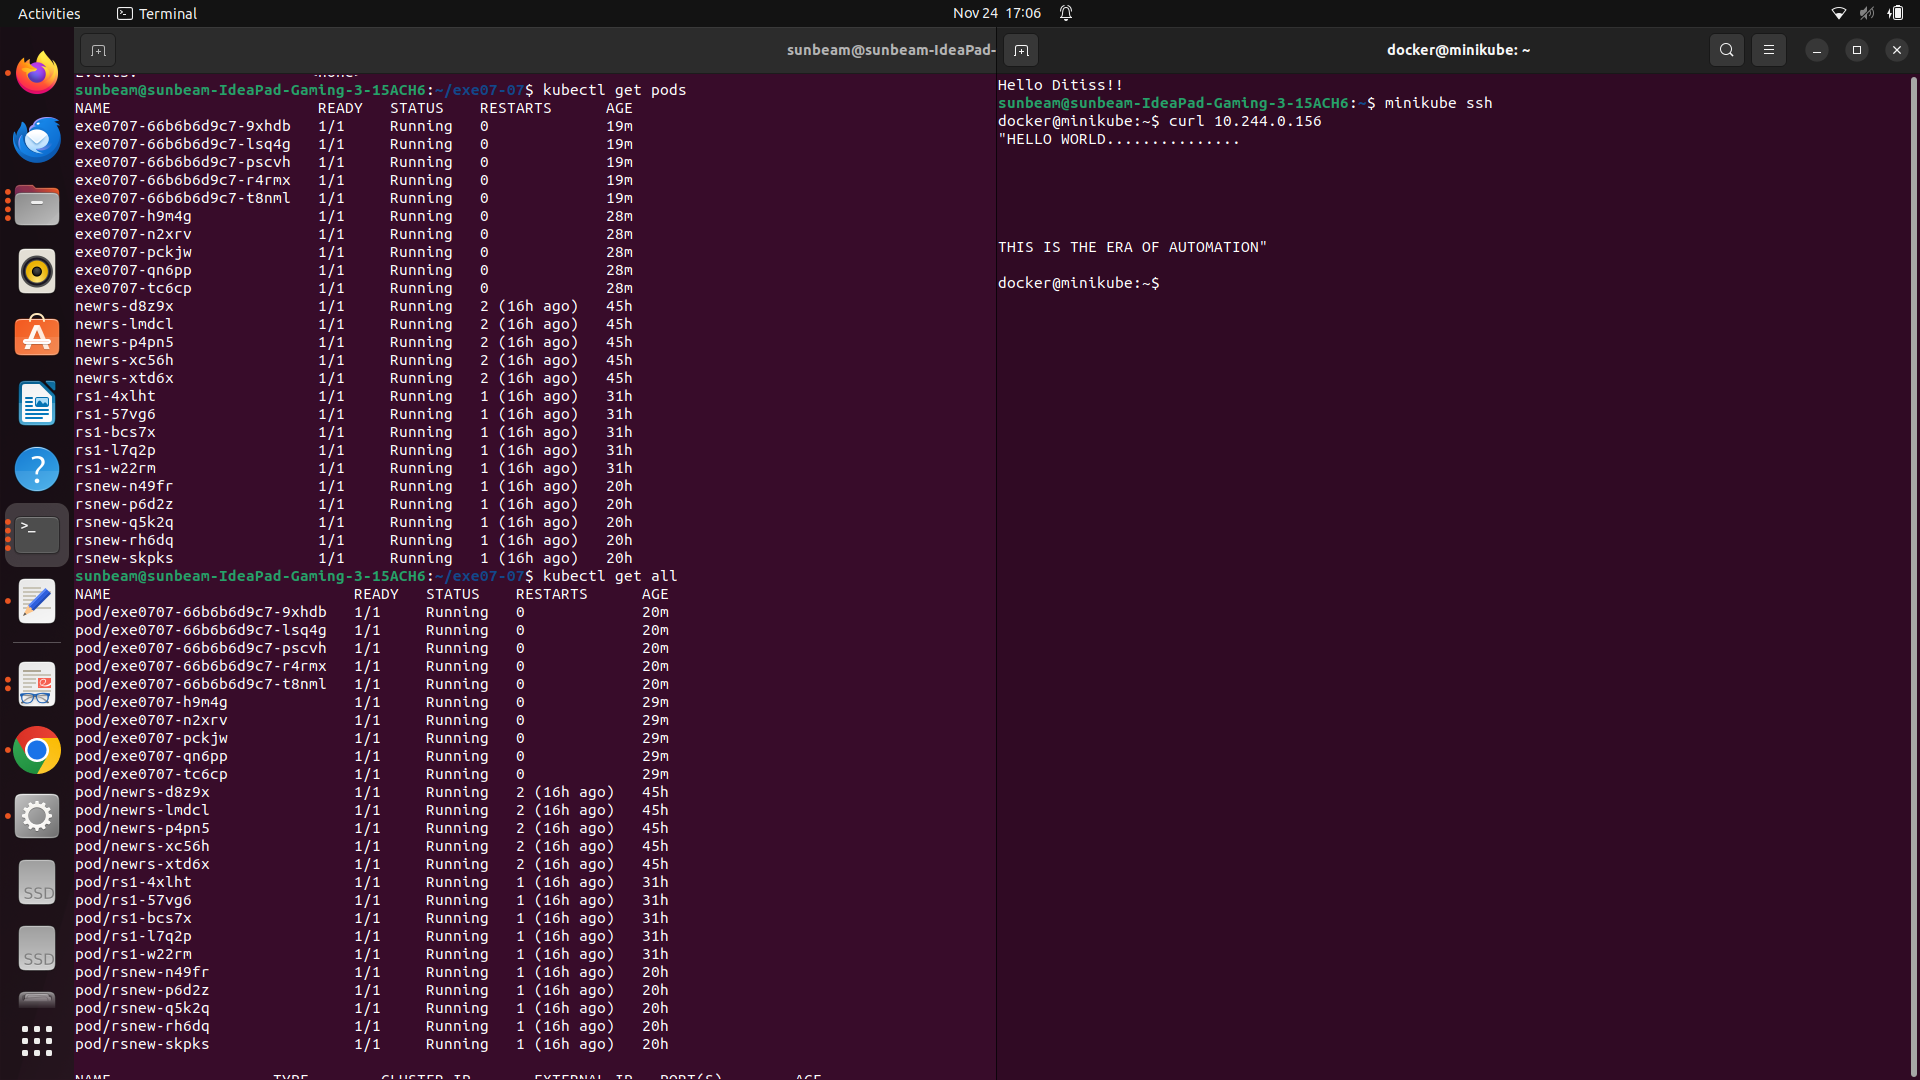 Activities
Terminal
Nov 24 17:06
sunbeam@sunbeam-IdeaPad-
sunbeam@sunbeam-IdeaPad-Gaming-3-15ACH6:~/exe07-07$ kubectl get pods
NAME READY STATUS RESTARTS AGE
exe0707-66b6b6d9c7-9xhdb 1/1 Running 0 19m
exe0707-66b6b6d9c7-lsq4g 1/1 Running 0 19m
exe0707-66b6b6d9c7-pscvh 1/1 Running 0 19m
exe0707-66b6b6d9c7-r4rmx 1/1 Running 0 19m
exe0707-66b6b6d9c7-t8nml 1/1 Running 0 19m
exe0707-h9m4g 1/1 Running 0 28m
exe0707-n2xrv 1/1 Running 0 28m
exe0707-pckjw 1/1 Running 0 28m
exe0707-qn6pp 1/1 Running 0 28m
exe0707-tc6cp 1/1 Running 0 28m
newrs-d8z9x 1/1 Running 2 (16h ago) 45h
newrs-lmdcl 1/1 Running 2 (16h ago) 45h
newrs-p4pn5 1/1 Running 2 (16h ago) 45h
newrs-xc56h 1/1 Running 2 (16h ago) 45h
newrs-xtd6x 1/1 Running 2 (16h ago) 45h
rs1-4xlht 1/1 Running 1 (16h ago) 31h
rs1-57vg6 1/1 Running 1 (16h ago) 31h
rs1-bcs7x 1/1 Running 1 (16h ago) 31h
rs1-l7q2p 1/1 Running 1 (16h ago) 31h
rs1-w22rm 1/1 Running 1 (16h ago) 31h
rsnew-n49fr 1/1 Running 1 (16h ago) 20h
rsnew-p6d2z 1/1 Running 1 (16h ago) 20h
rsnew-q5k2q 1/1 Running 1 (16h ago) 20h
rsnew-rh6dq 1/1 Running 1 (16h ago) 20h
rsnew-skpks 1/1 Running 1 (16h ago) 20h
sunbeam@sunbeam-IdeaPad-Gaming-3-15ACH6:~/exe07-07$ kubectl get all
NAME READY STATUS RESTARTS AGE
pod/exe0707-66b6b6d9c7-9xhdb 1/1 Running 0 20m
pod/exe0707-66b6b6d9c7-lsq4g 1/1 Running 0 20m
pod/exe0707-66b6b6d9c7-pscvh 1/1 Running 0 20m
pod/exe0707-66b6b6d9c7-r4rmx 1/1 Running 0 20m
pod/exe0707-66b6b6d9c7-t8nml 1/1 Running 0 20m
pod/exe0707-h9m4g 1/1 Running 0 29m
pod/exe0707-n2xrv 1/1 Running 0 29m
pod/exe0707-pckjw 1/1 Running 0 29m
pod/exe0707-qn6pp 1/1 Running 0 29m
pod/exe0707-tc6cp 1/1 Running 0 29m
pod/newrs-d8z9x 1/1 Running 2 (16h ago) 45h
pod/newrs-lmdcl 1/1 Running 2 (16h ago) 45h
pod/newrs-p4pn5 1/1 Running 2 (16h ago) 45h
pod/newrs-xc56h 1/1 Running 2 (16h ago) 45h
pod/newrs-xtd6x 1/1 Running 2 (16h ago) 45h
pod/rs1-4xlht 1/1 Running 1 (16h ago) 31h
pod/rs1-57vg6 1/1 Running 1 (16h ago) 31h
pod/rs1-bcs7x 1/1 Running 1 (16h ago) 31h
pod/rs1-l7q2p 1/1 Running 1 (16h ago) 31h
pod/rs1-w22rm 1/1 Running 1 (16h ago) 31h
pod/rsnew-n49fr 1/1 Running 1 (16h ago) 20h
pod/rsnew-p6d2z 1/1 Running 1 (16h ago) 20h
pod/rsnew-q5k2q 1/1 Running 1 (16h ago) 20h
pod/rsnew-rh6dq 1/1 Running 1 (16h ago) 20h
pod/rsnew-skpks 1/1 Running 1 (16h ago) 20h
NAME TYPE CLUSTER-IP EXTERNAL-IP PORT(S) AGE
docker@minikube: ~
Hello Ditiss!!
sunbeam@sunbeam-IdeaPad-Gaming-3-15ACH6:~$ minikube ssh
docker@minikube:~$ curl 10.244.0.156
"HELLO WORLD...............
THIS IS THE ERA OF AUTOMATION"
docker@minikube:~$
SSD
SSD